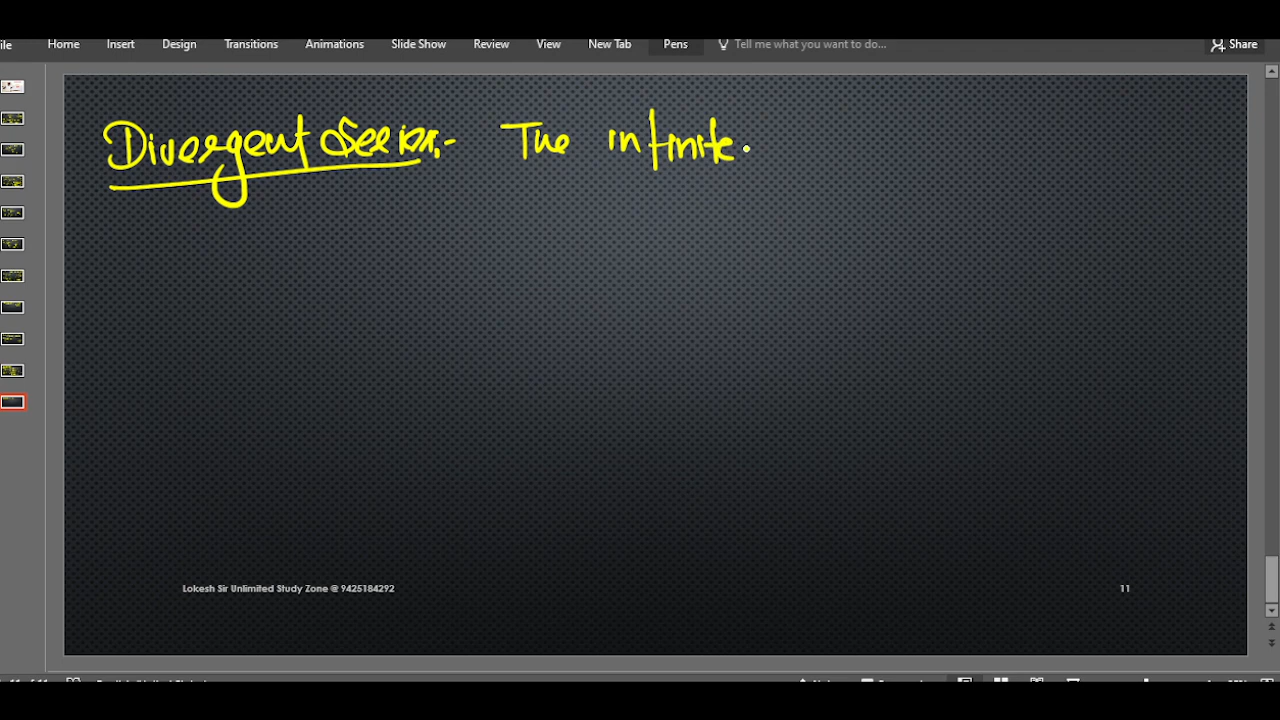 ile Home Insert Design Transitions Animations Slide Show Review View New Tab Pens Tell me what you want to do... Share
Divergent Series:- The infinite
Lokesh Sir Unlimited Study Zone @ 9425184292 11